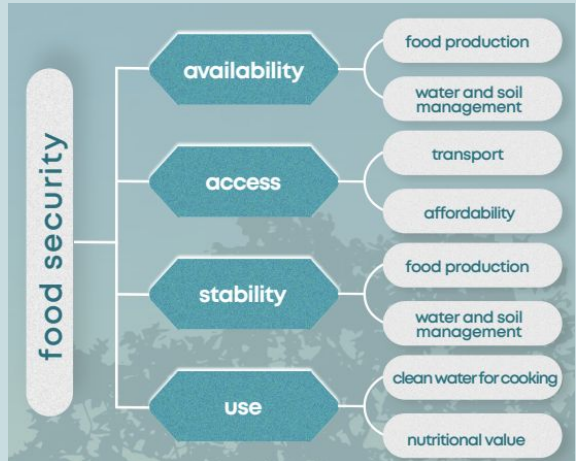 food security
availability
food production
water and soil
management
access
transport
affordability
stability
food production
water and soil
management
use
clean water for cooking
nutritional value